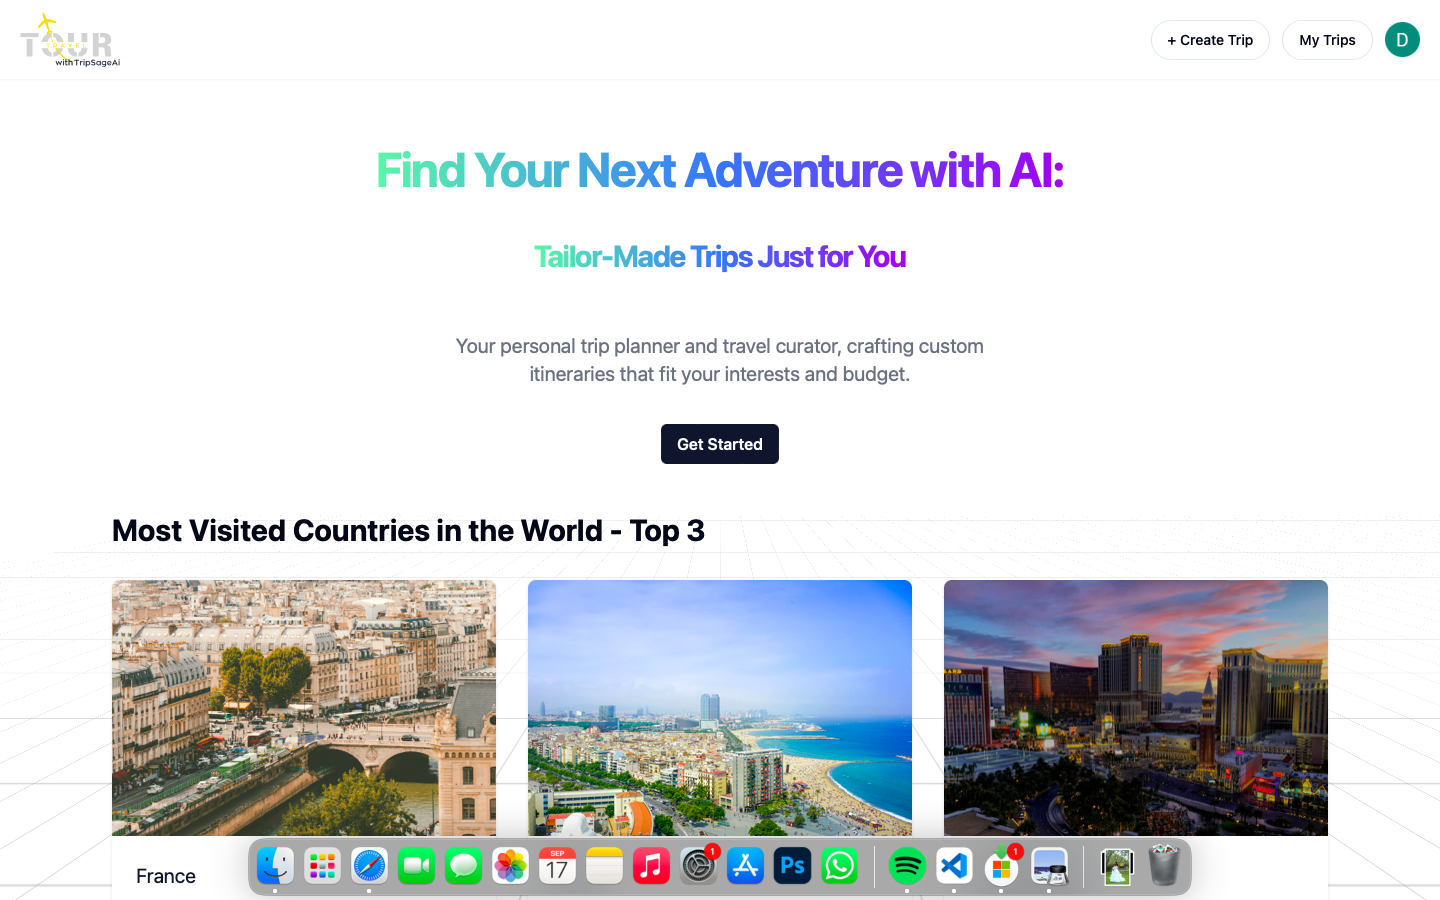 TOUR
TRAVEL
withTripSageAi
+ Create Trip
My Trips
D
Find Your Next Adventure with AI:
Tailor-Made Trips Just for You
Your personal trip planner and travel curator, crafting custom
itineraries that fit your interests and budget.
Get Started
Most Visited Countries in the World - Top 3
France
SEP
17
1
Ps
1